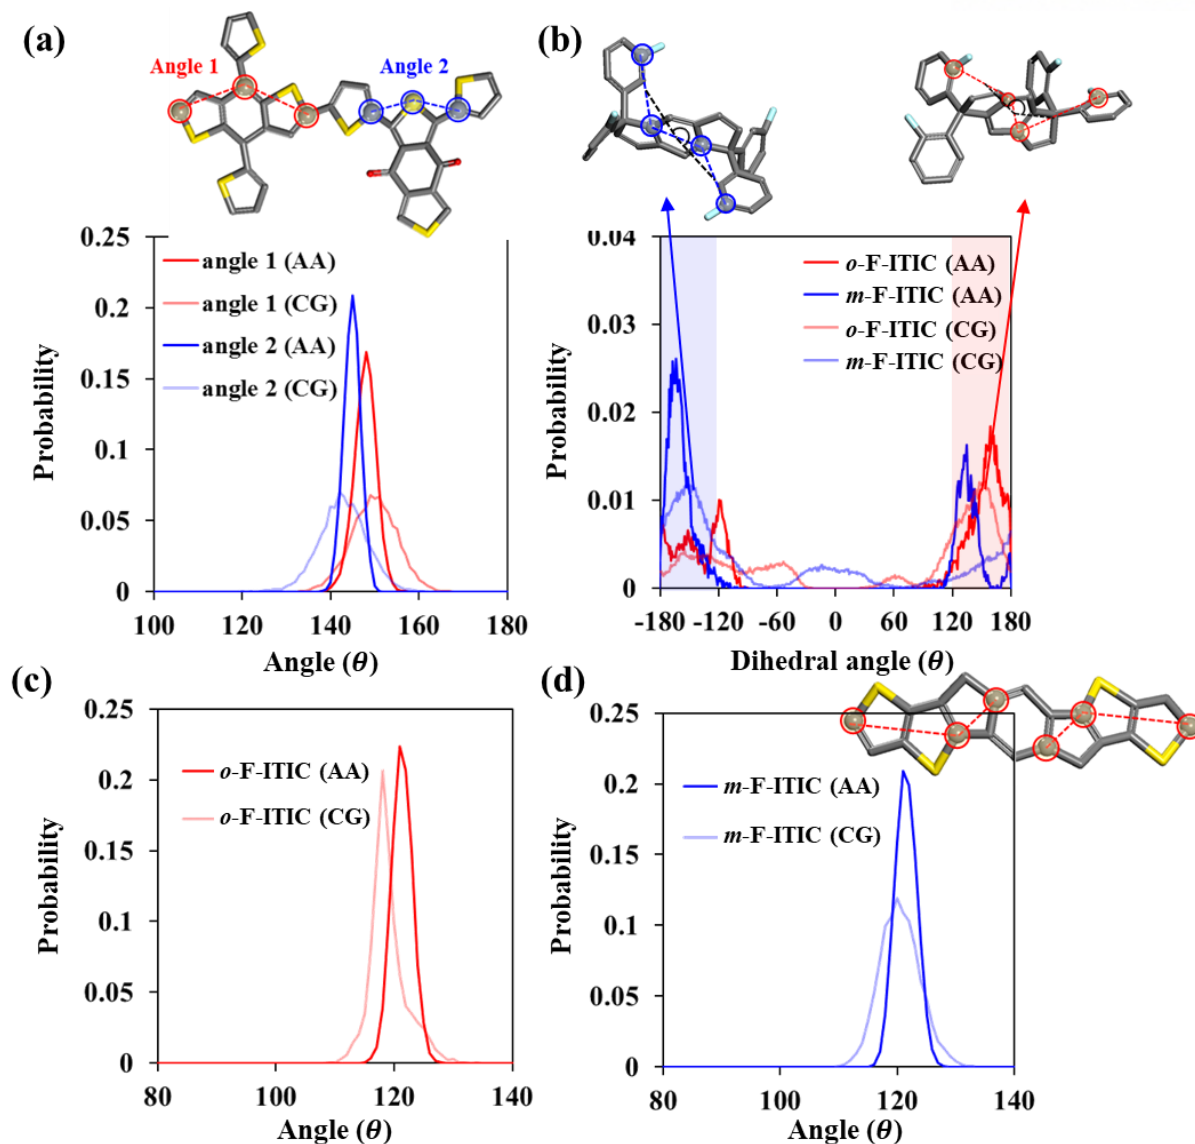 (a)
Angle 1
Angle 2
0.25
0.2
0.15
0.1
0.05
0
Probability
angle 1 (AA)
angle 1 (CG)
angle 2 (AA)
angle 2 (CG)
100
120
140
160
180
Angle (θ)
(b)
0.04
0.03
0.02
0.01
0
Probability
o-F-ITIC (AA)
m-F-ITIC (AA)
o-F-ITIC (CG)
m-F-ITIC (CG)
-180
-120
-60
0
60
120
180
Dihedral angle (θ)
(c)
0.25
0.2
0.15
0.1
0.05
0
Probability
o-F-ITIC (AA)
o-F-ITIC (CG)
80
100
120
140
Angle (θ)
(d)
0.25
0.2
0.15
0.1
0.05
0
Probability
m-F-ITIC (AA)
m-F-ITIC (CG)
80
100
120
140
Angle (θ)